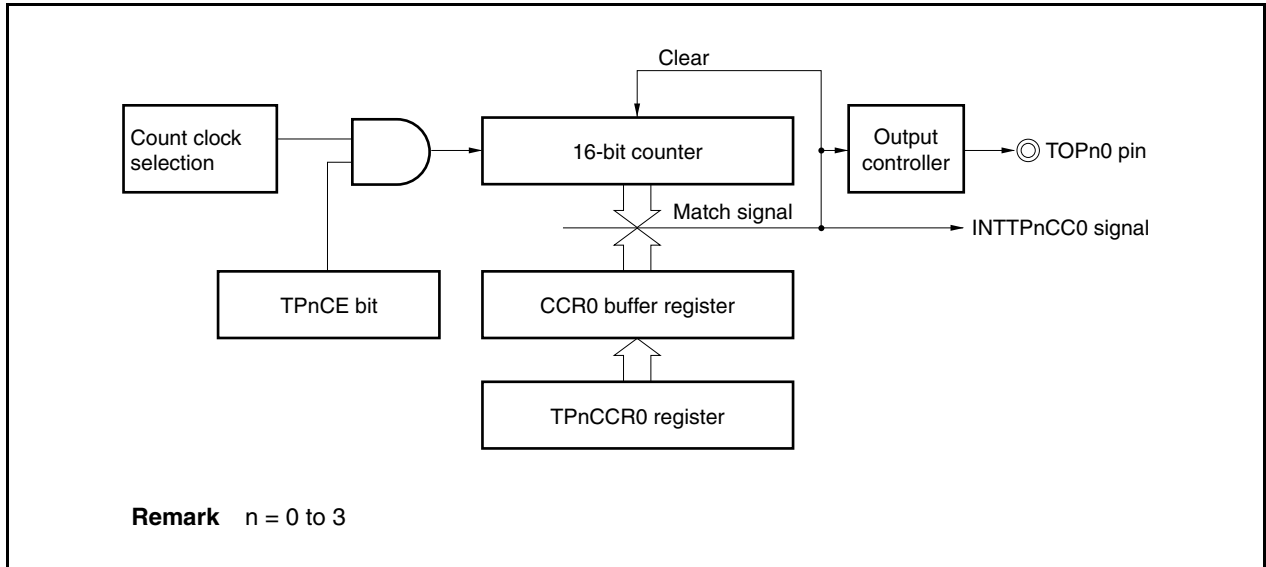 Clear
Count clock
selection
16-bit counter
Output
controller
TOPn0 pin
Match signal
INTTPnCC0 signal
TPnCE bit
CCR0 buffer register
TPnCCR0 register
Remark n = 0 to 3